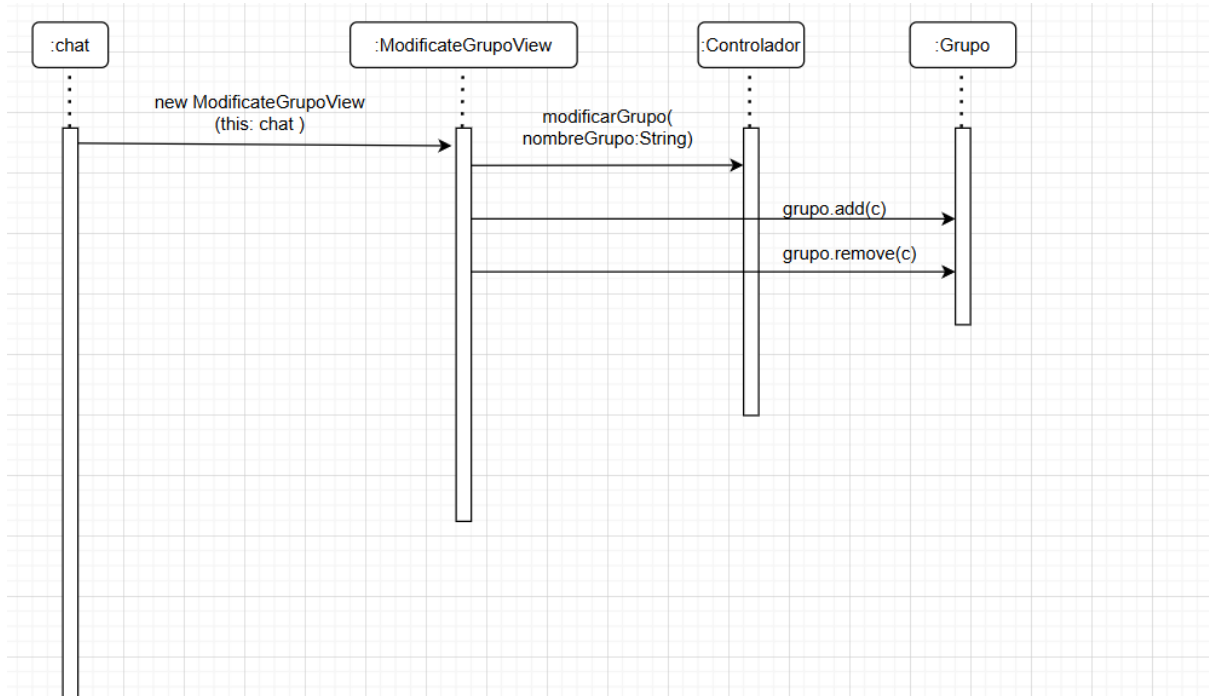 :chat
:ModificateGrupoView
:Controlador
:Grupo
new ModificateGrupoView
(this: chat )
modificarGrupo(
nombreGrupo:String)
grupo.add(c)
grupo.remove(c)